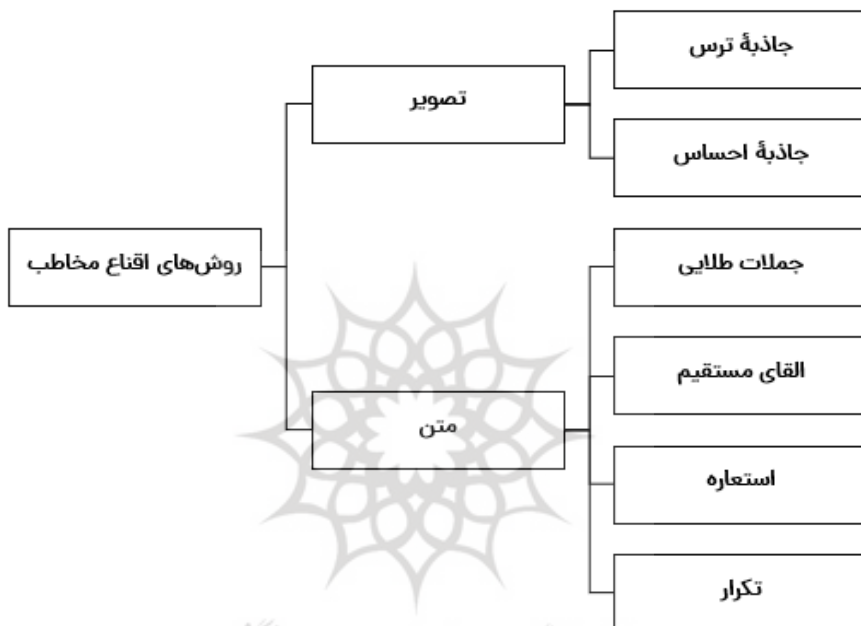 روش‌های اقناع مخاطب
تصویر
جاذبهٔ ترس
جاذبهٔ احساس
متن
جملات طلایی
القای مستقیم
استعاره
تکرار